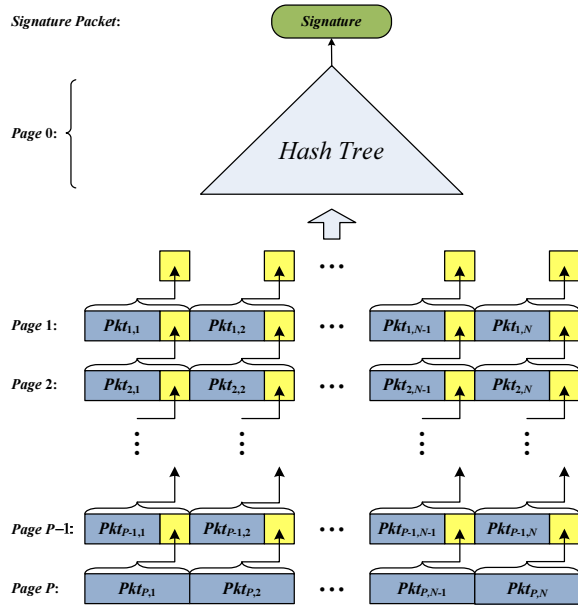 Signature Packet: Signature
Page 0: Hash Tree
...
Page 1: Pkt1,1 Pkt1,2 ... Pkt1,N-1 Pkt1,N
Page 2: Pkt2,1 Pkt2,2 ... Pkt2,N-1 Pkt2,N
Page P−1: PktP-1,1 PktP-1,2 ... PktP-1,N-1 PktP-1,N
Page P: PktP,1 PktP,2 ... PktP,N-1 PktP,N